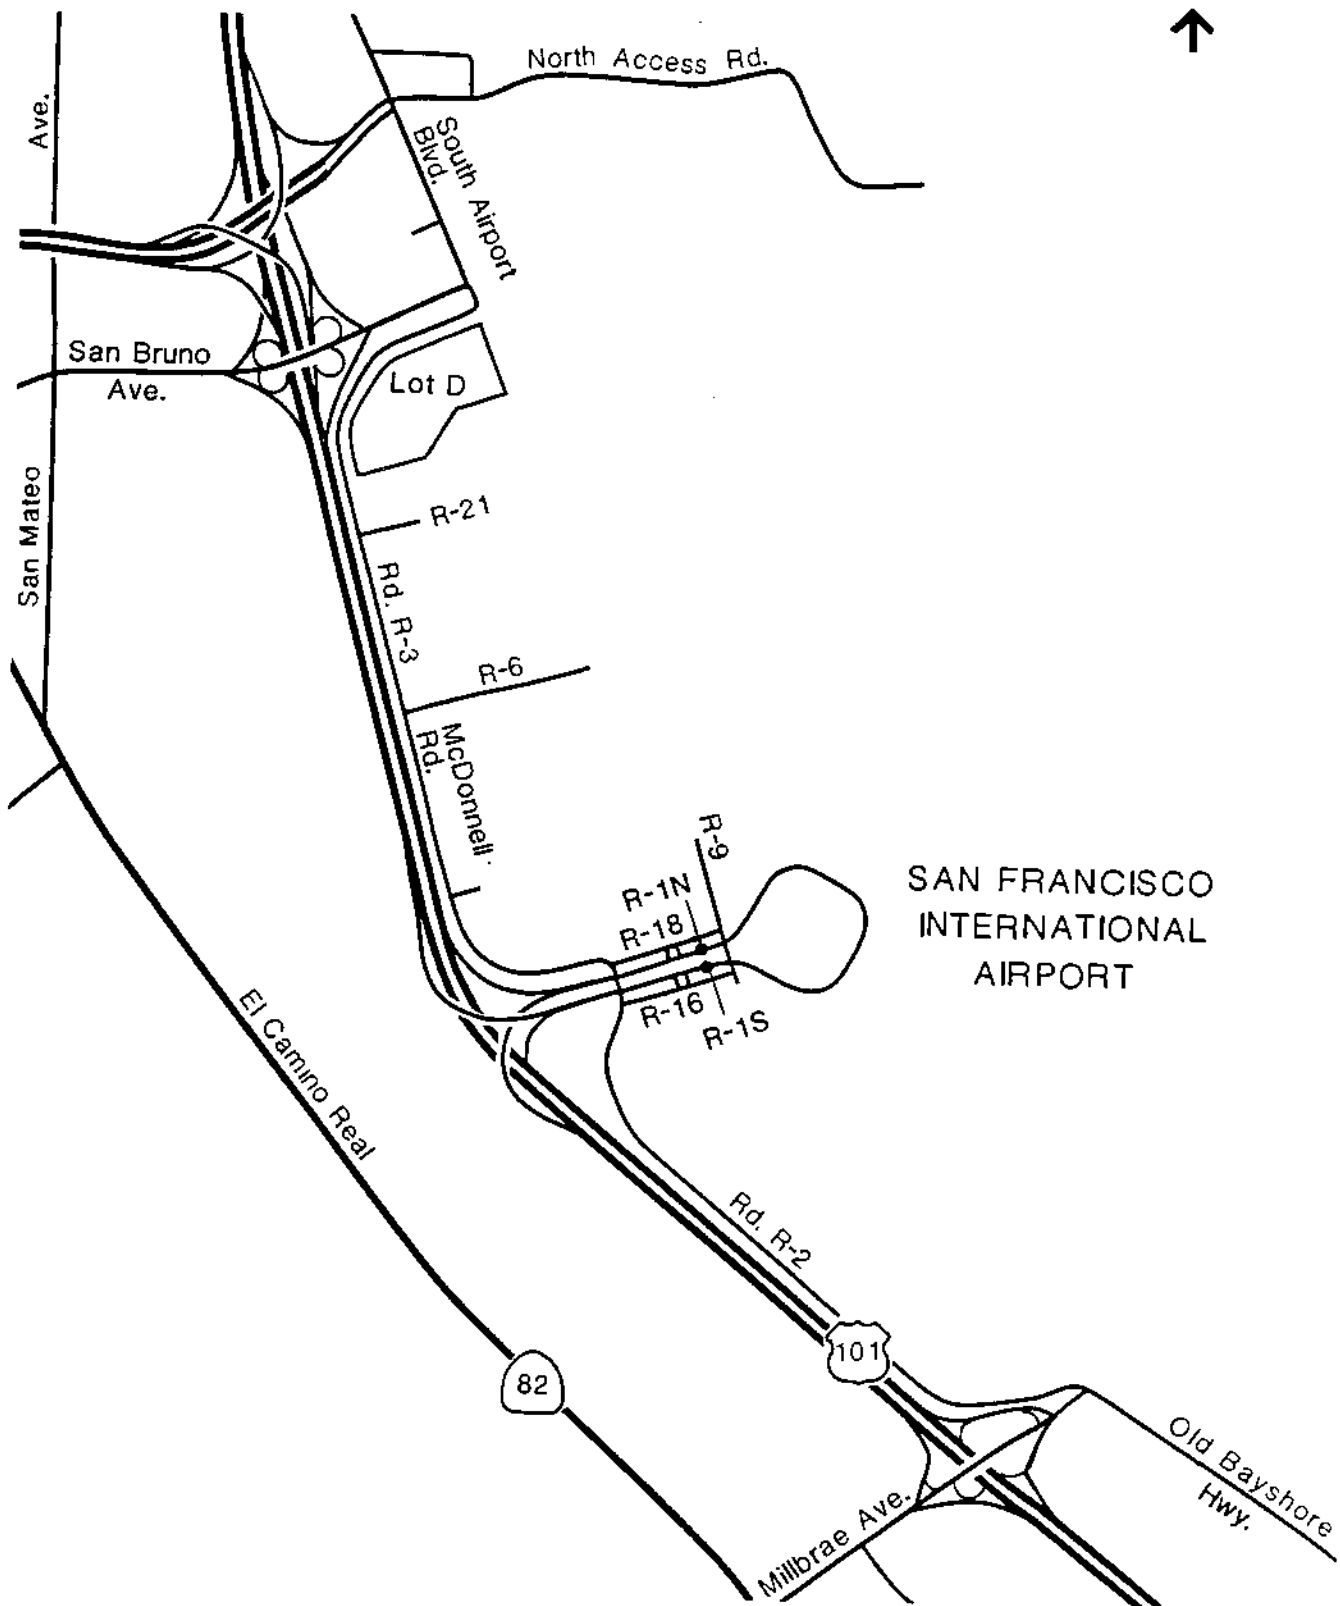 North Access Rd.
Ave.
South Airport
Blvd.
San Bruno
Ave.
Lot D
San Mateo
R-21
Rd. R-3
R-6
McDonnell
Rd.
R-9
R-1N
R-18
SAN FRANCISCO
INTERNATIONAL
AIRPORT
R-16
R-1S
El Camino Real
Rd. R-2
101
82
Old Bayshore
Hwy.
Millbrae Ave.